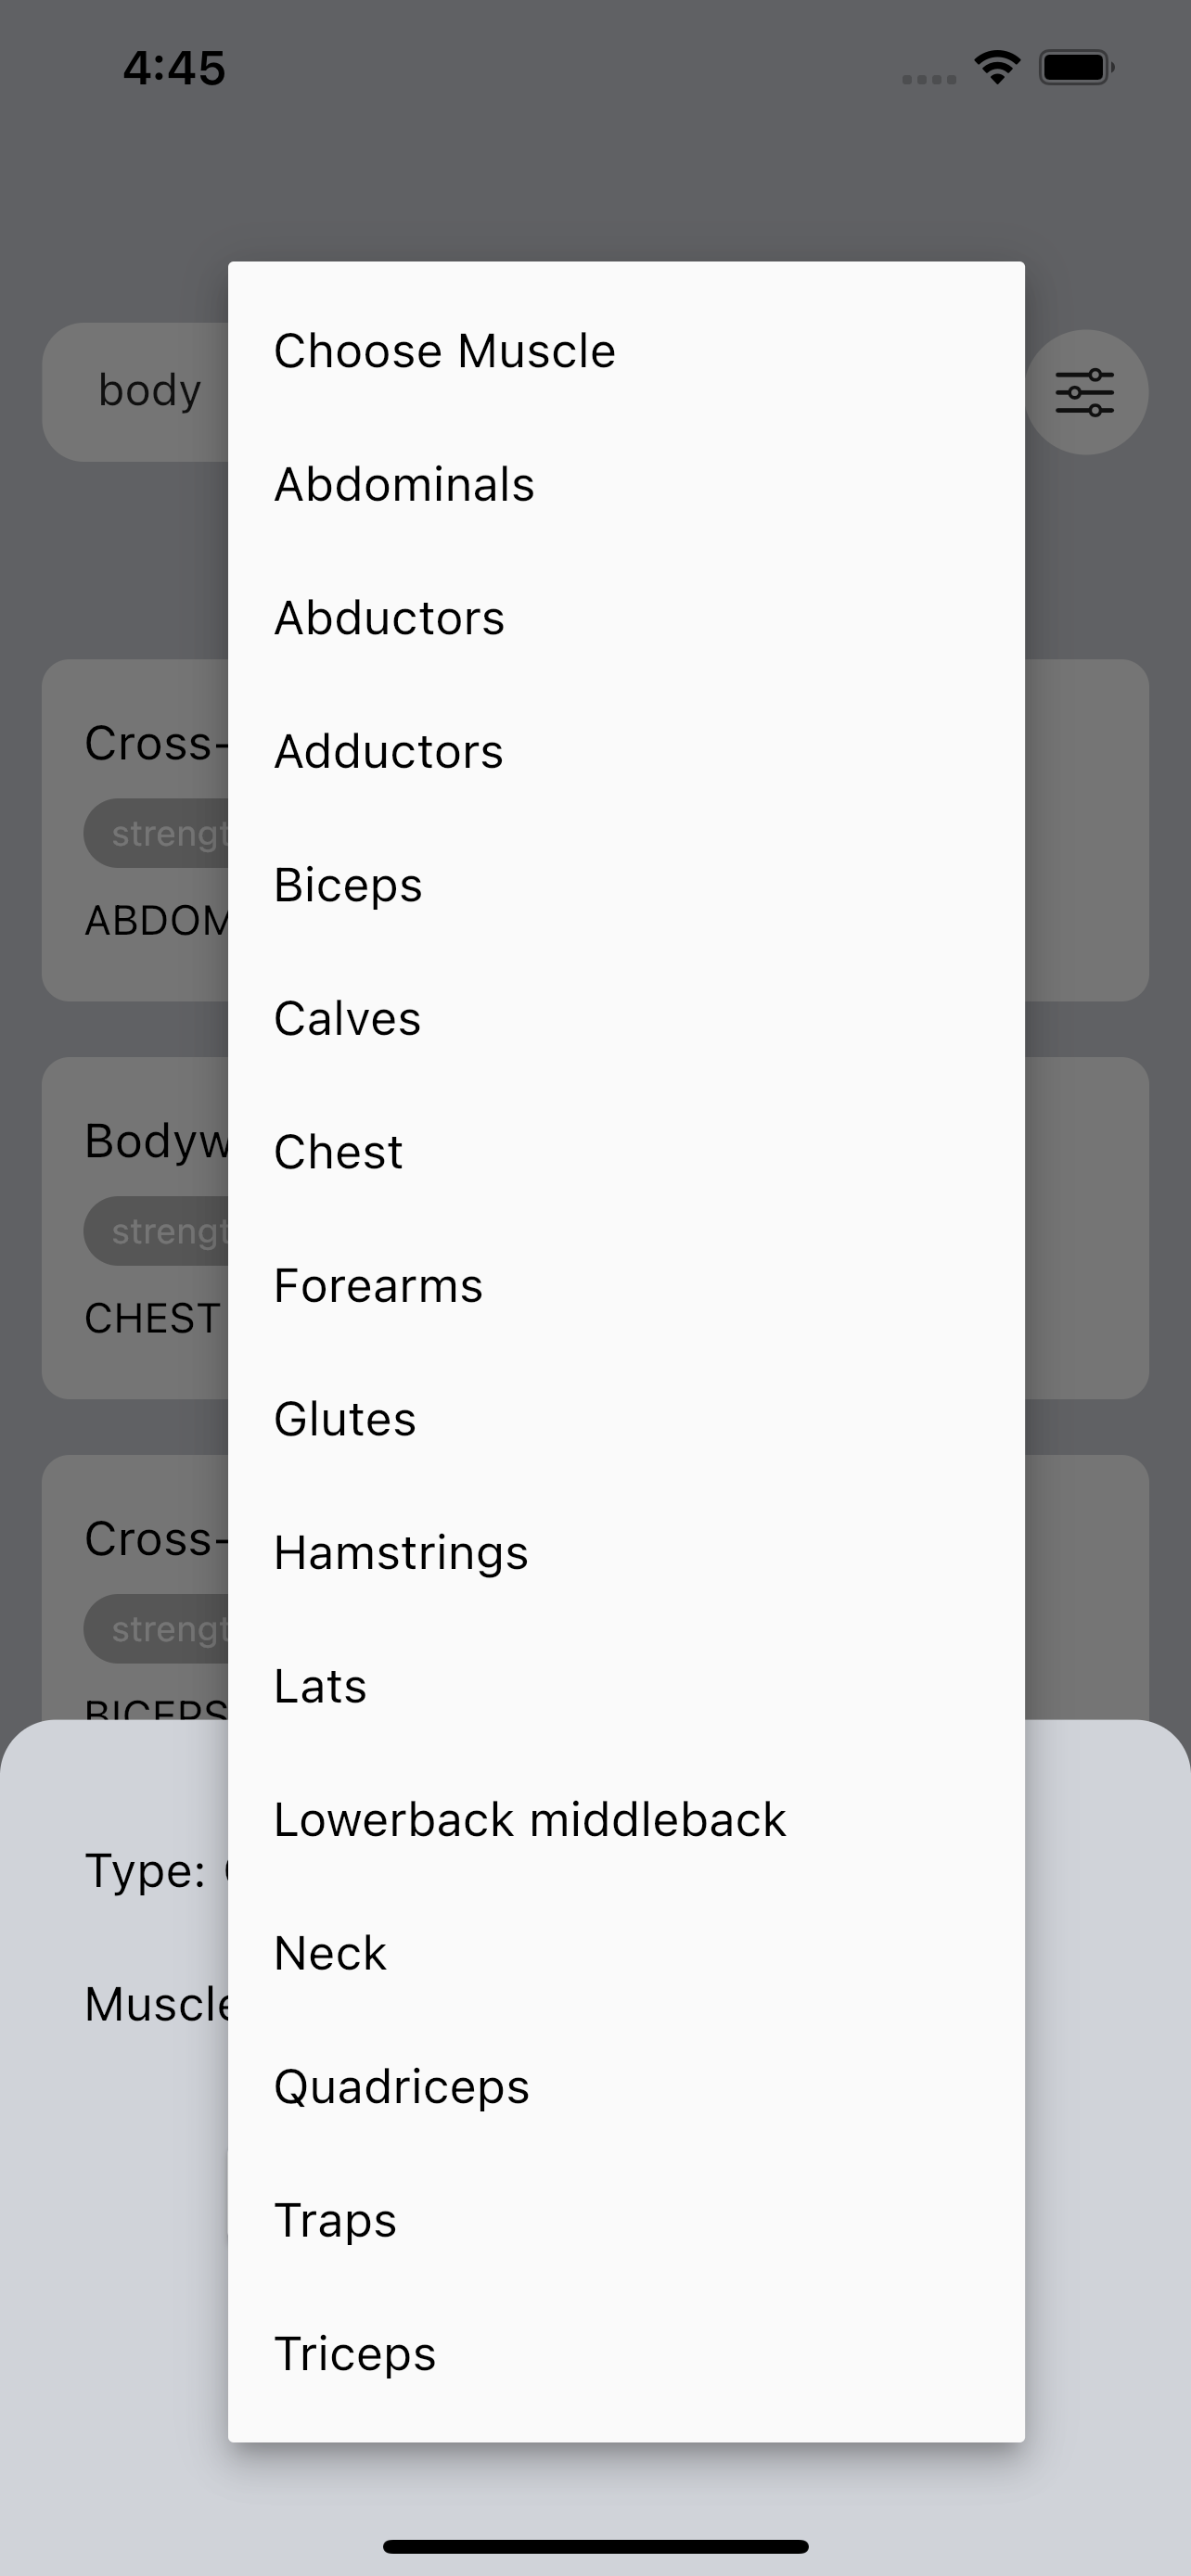 4:45
body
Choose Muscle
Abdominals
Abductors
Adductors
Biceps
Calves
Chest
Forearms
Glutes
Hamstrings
Lats
Lowerback middleback
Neck
Quadriceps
Traps
Triceps
Cross-
strengt
ABDOM
Bodyw
strengt
CHEST
Cross-
strengt
BICEPS
Type:
Muscle